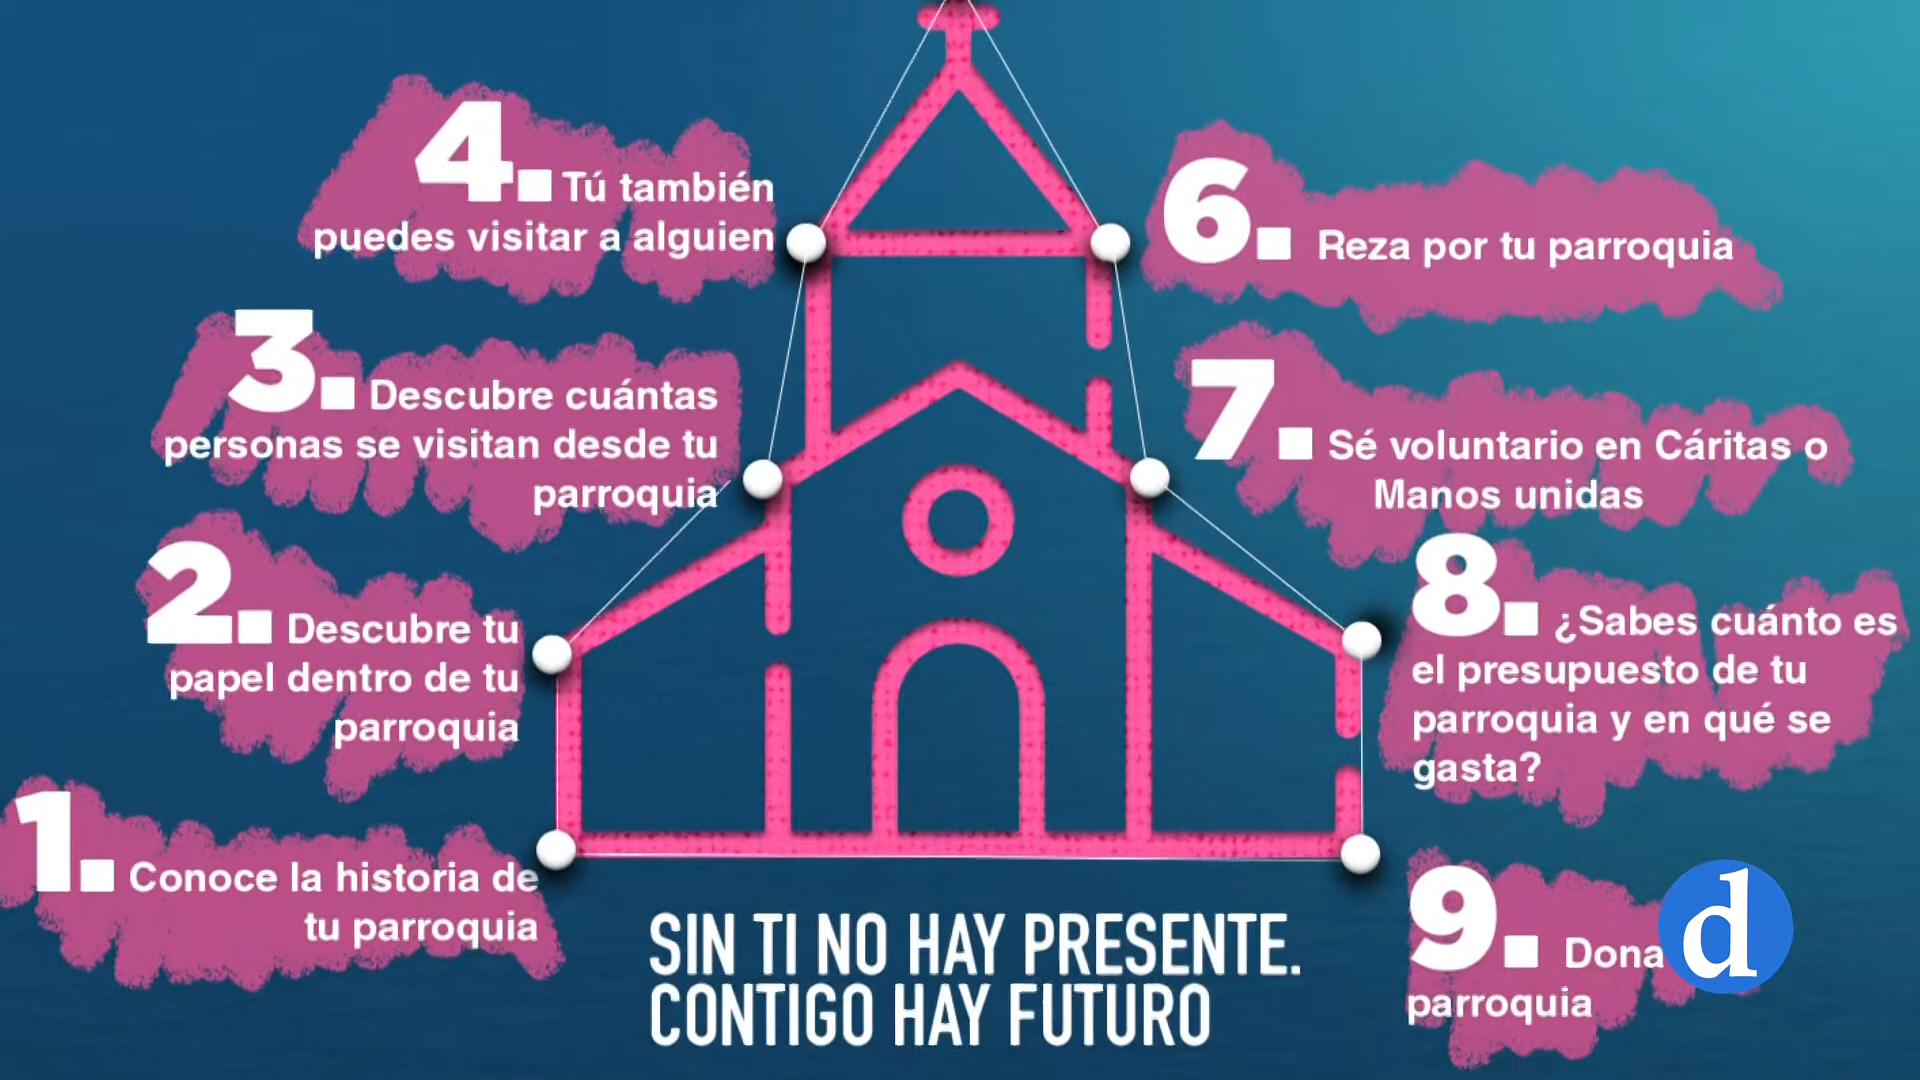 4. Tú también
puedes visitar a alguien
3. Descubre cuántas
personas se visitan desde tu
parroquia
2. Descubre tu
papel dentro de tu
parroquia
1. Conoce la historia de
tu parroquia
6. Reza por tu parroquia
7. Sé voluntario en Cáritas o
Manos unidas
8. ¿Sabes cuánto es
el presupuesto de tu
parroquia y en qué se
gasta?
9. Dona
parroquia
d
SIN TI NO HAY PRESENTE.
CONTIGO HAY FUTURO